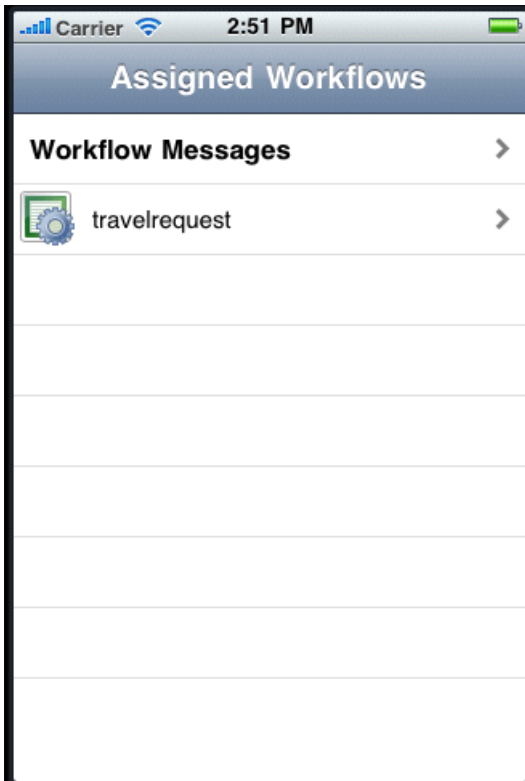 Carrier 2:51 PM
Assigned Workflows
Workflow Messages
travelrequest